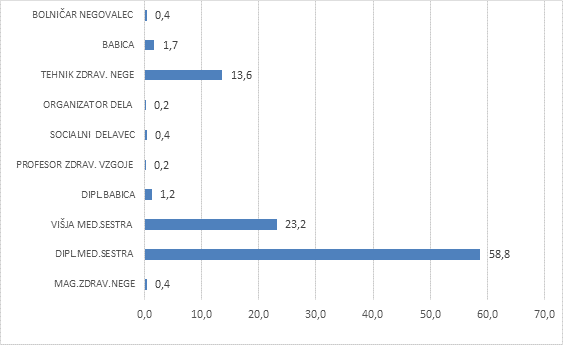 BOLNIČAR NEGOVALEC 0,4
BABICA 1,7
TEHNIK ZDRAV. NEGE 13,6
ORGANIZATOR DELA 0,2
SOCIALNI DELAVEC 0,4
PROFESOR ZDRAV. VZGOJE 0,2
DIPL.BABICA 1,2
VIŠJA MED.SESTRA 23,2
DIPL.MED.SESTRA 58,8
MAG.ZDRAV.NEGE 0,4
0,0 10,0 20,0 30,0 40,0 50,0 60,0 70,0